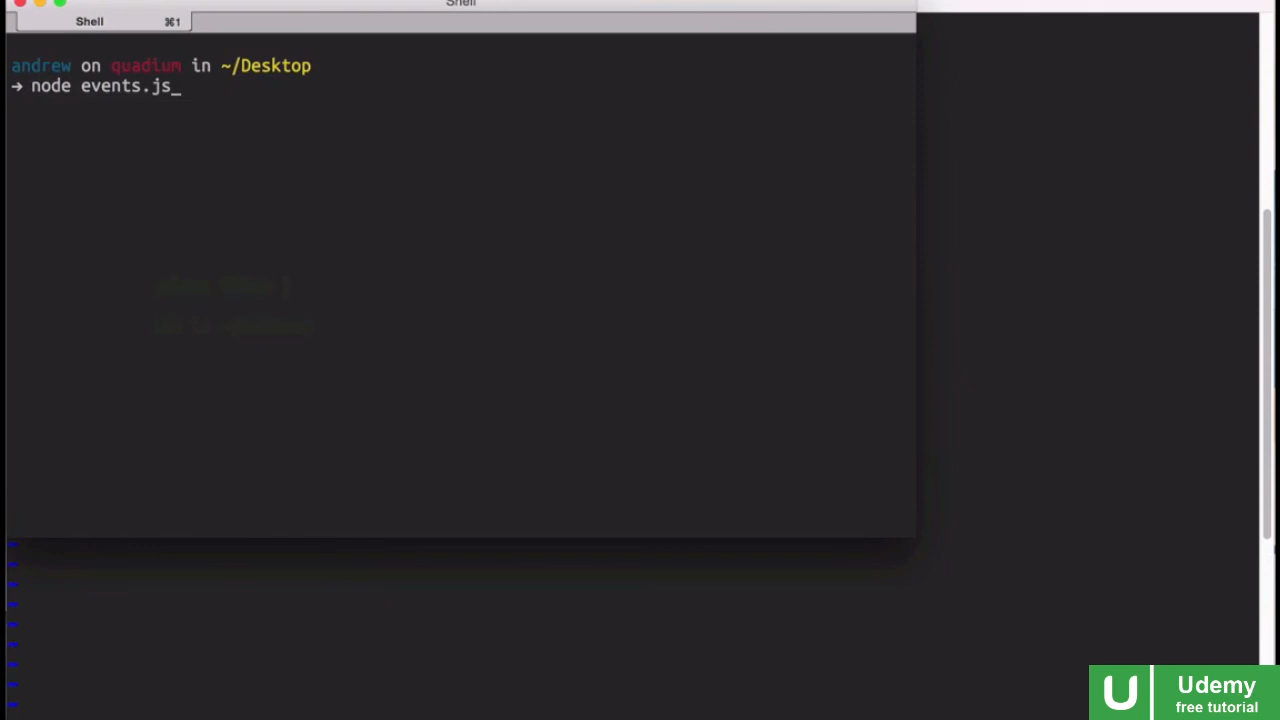 Shell
Shell ⌘1
andrew on quadium in ~/Desktop
→ node events.js_
~
~
~
~
~
~
~
~
~
U Udemy
free tutorial